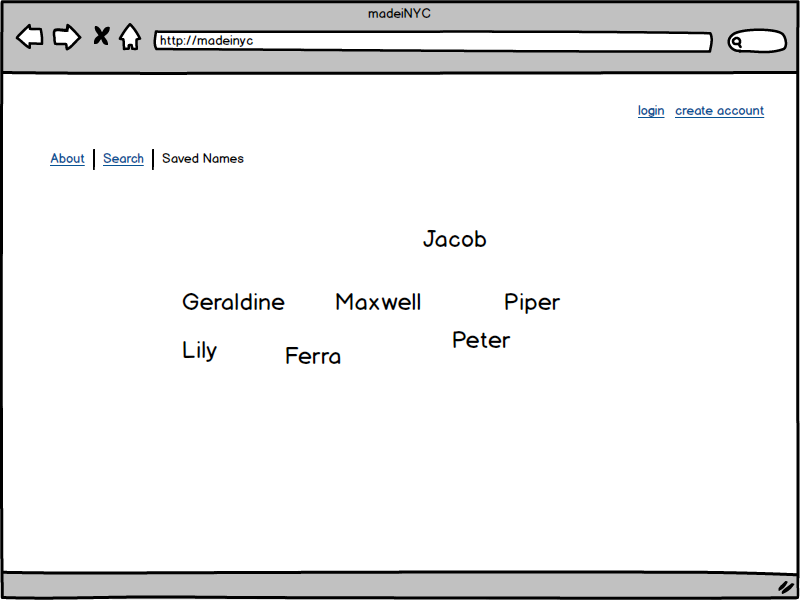 madeiNYC
http://madeinyc
login create account
About Search Saved Names
Jacob
Geraldine Maxwell Piper
Peter
Lily Ferra